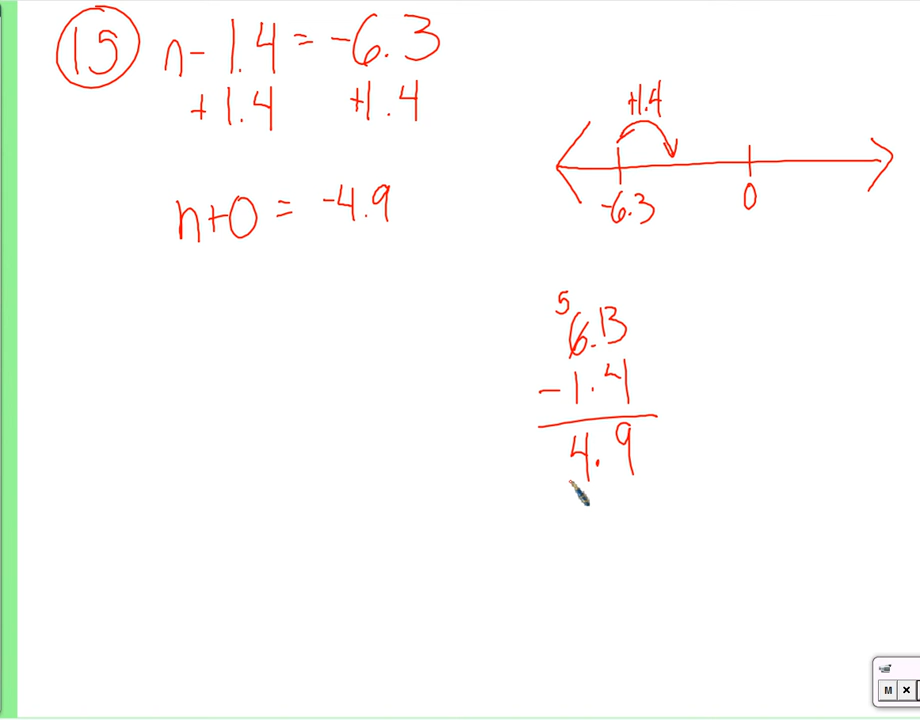 15 n - 1.4 = -6.3
+1.4 +1.4
n+0 = -4.9
+1.4
-6.3 0
5
6.13
-1.4
4.9
M ×